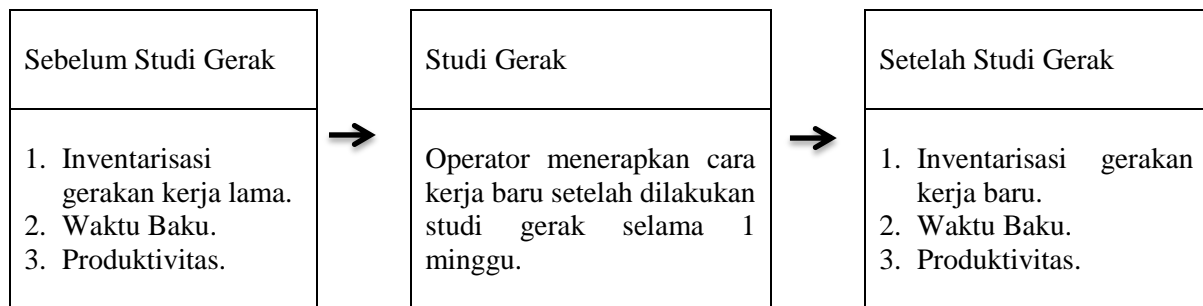 Sebelum Studi Gerak
1. Inventarisasi
gerakan kerja lama.
2. Waktu Baku.
3. Produktivitas.
Studi Gerak
Operator menerapkan cara
kerja baru setelah dilakukan
studi gerak selama 1
minggu.
Setelah Studi Gerak
1. Inventarisasi gerakan
kerja baru.
2. Waktu Baku.
3. Produktivitas.